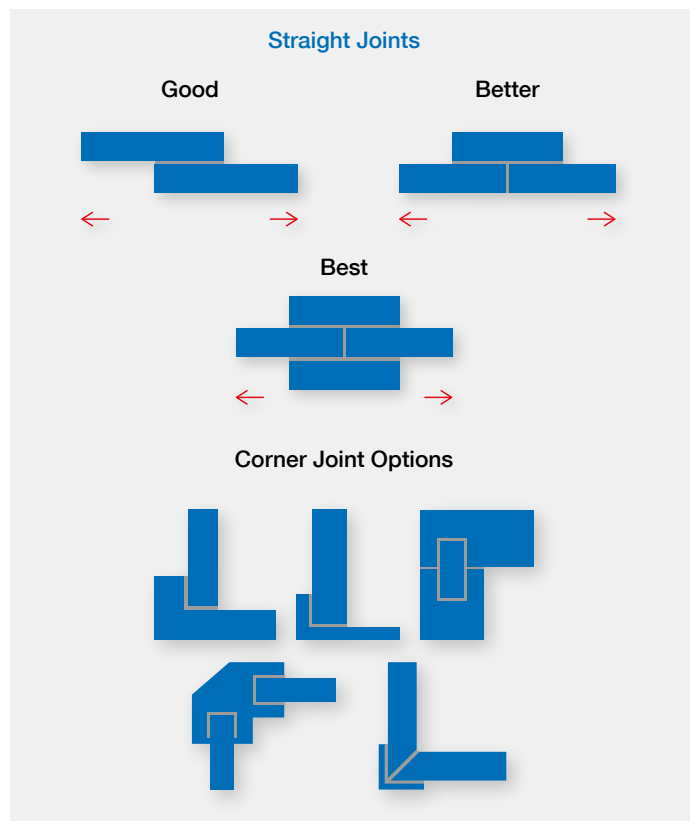 Straight Joints
Good
Better
Best
Corner Joint Options